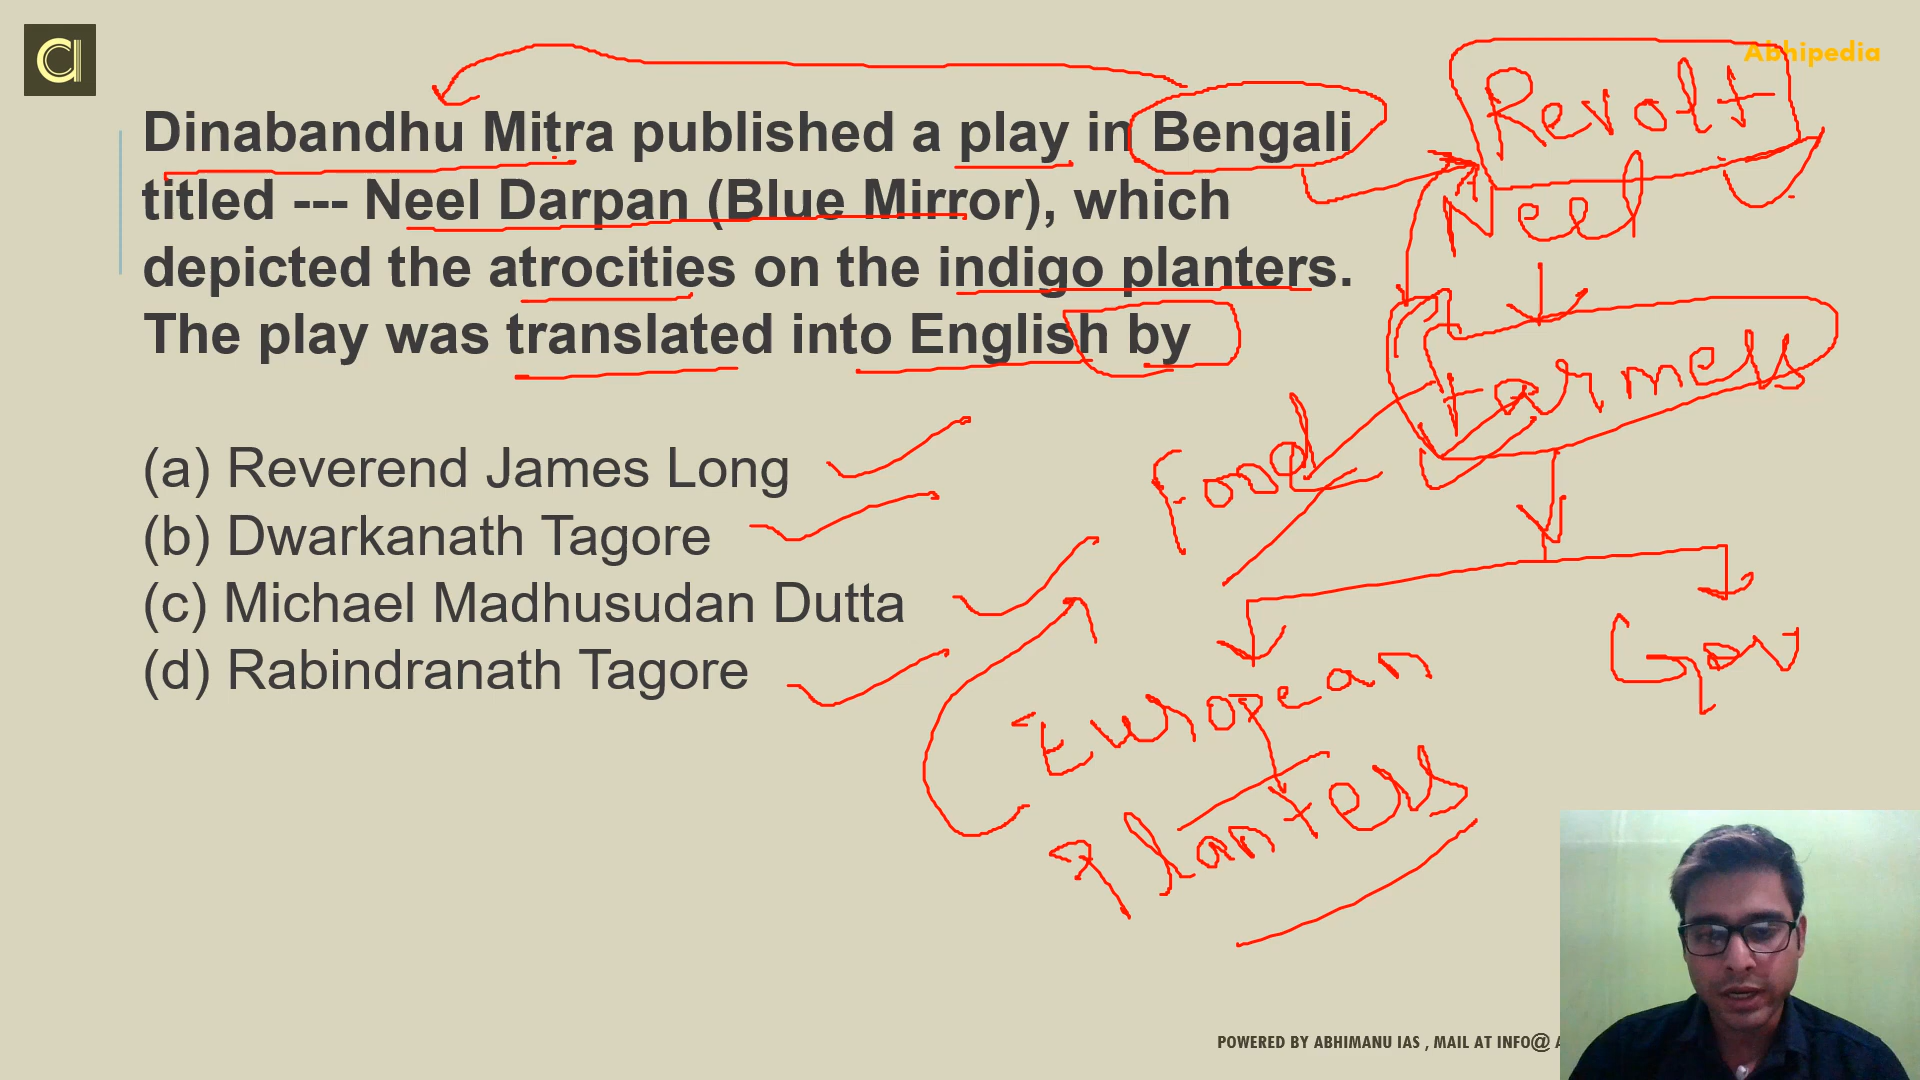 Abhipedia
Dinabandhu Mitra published a play in Bengali
titled --- Neel Darpan (Blue Mirror), which
depicted the atrocities on the indigo planters.
The play was translated into English by
(a) Reverend James Long
(b) Dwarkanath Tagore
(c) Michael Madhusudan Dutta
(d) Rabindranath Tagore
Revolt
Neel
Farmers
Food
European
Planters
Gov
POWERED BY ABHIMANU IAS , MAIL AT INFO@ A